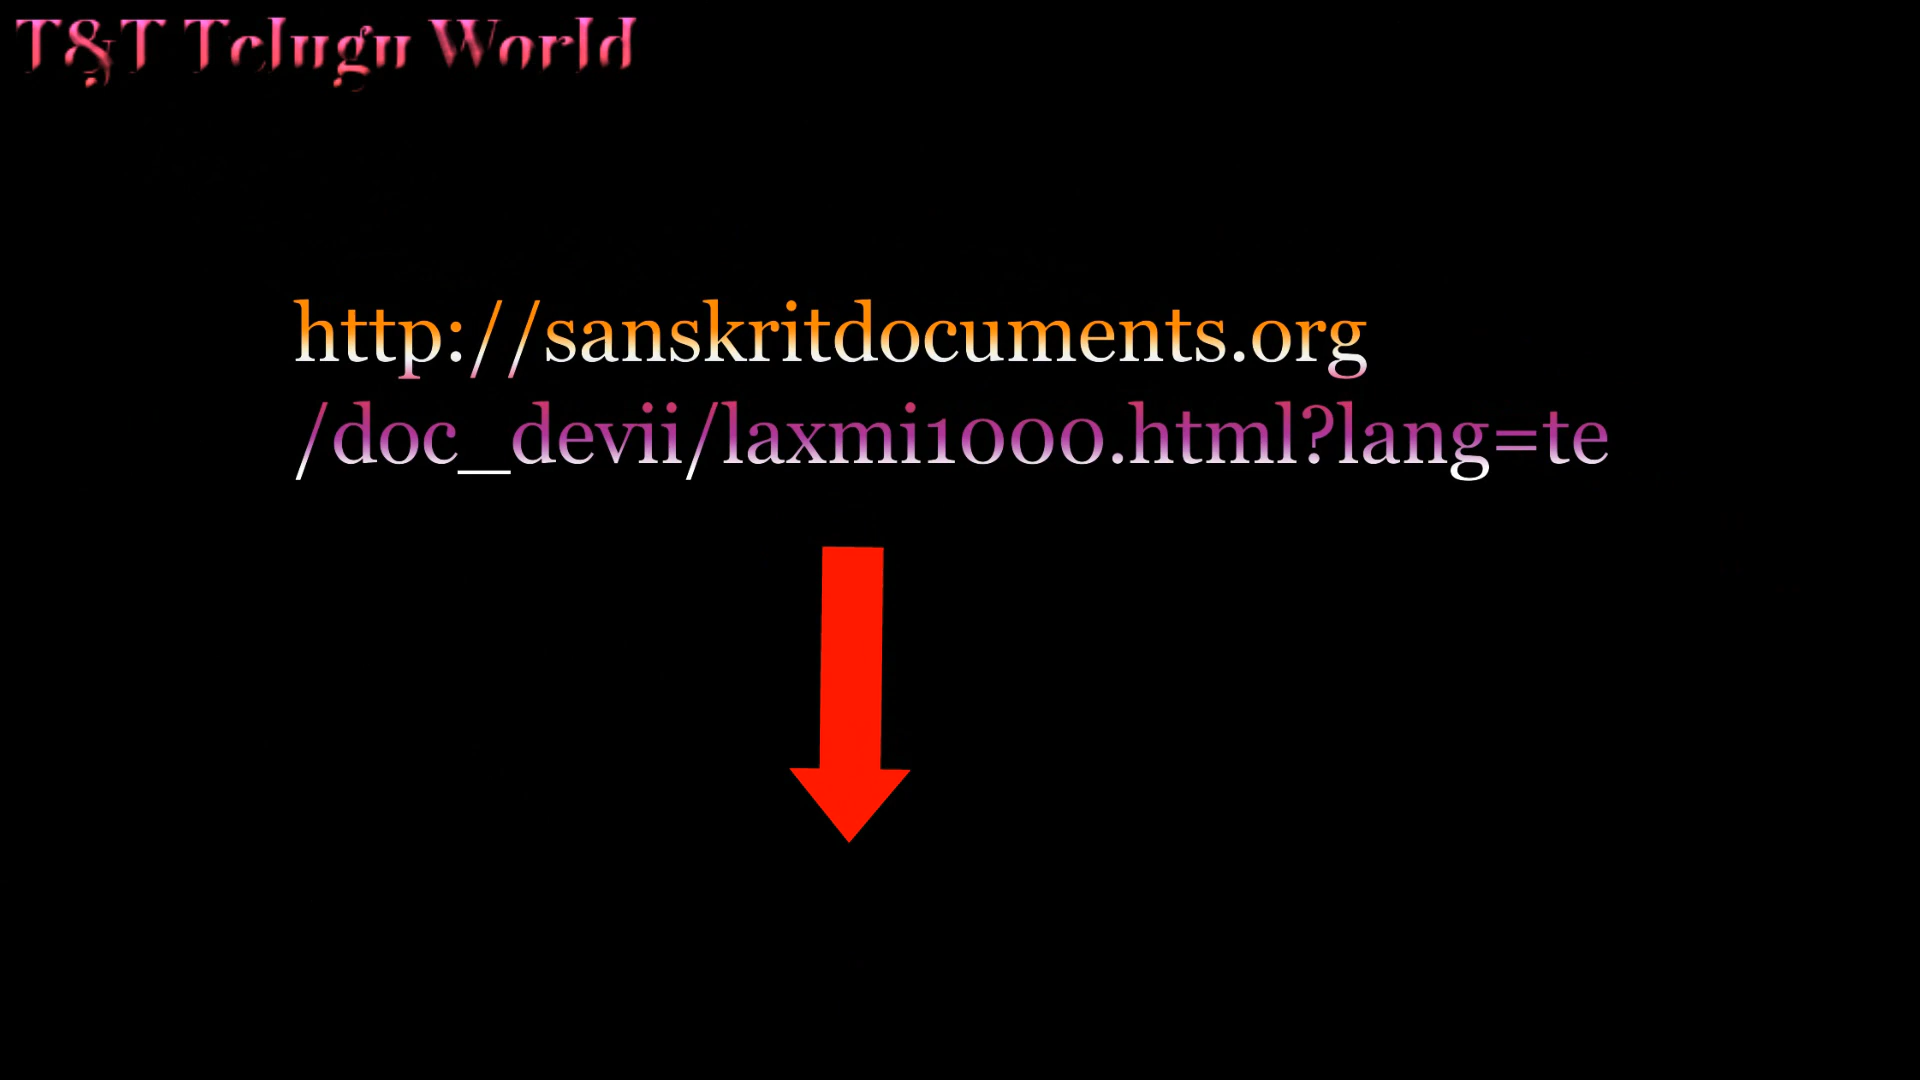 T&T Telugu World
http://sanskritdocuments.org
/doc_devii/laxmi1000.html?lang=te